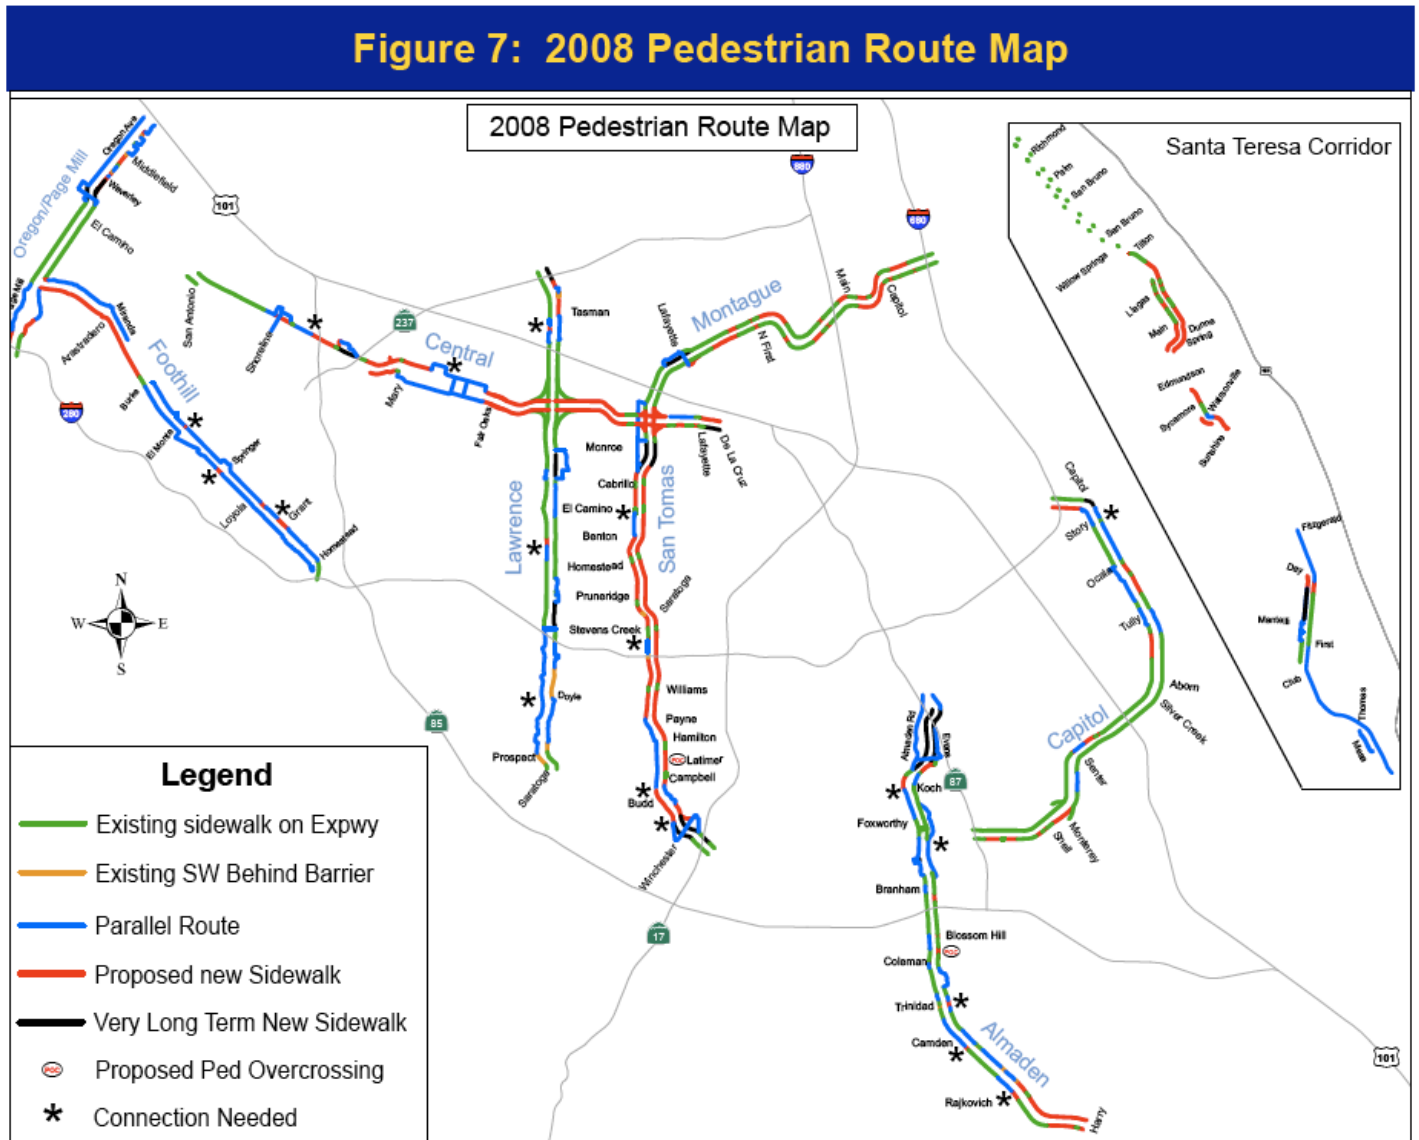 Figure 7: 2008 Pedestrian Route Map
2008 Pedestrian Route Map
Santa Teresa Corridor
Oregon/Page Mill
Oregon Ave
Middlefield
Waverley
El Camino
101
880
680
Richmond
Palm
San Bruno
San Bruno
Tilton
Willow Springs
Llagas
Main
Dunne
Spring
Edmundson
Sycamore
Watsonville
Sunshine
Fitzgerald
Day
First
Club
Thomas
Mesa
Arastradero
Miranda
Foothill
Burke
El Monte
Springer
Loyola
Grant
Homestead
280
San Antonio
Shoreline
237
Central
Mary
Fair Oaks
Tasman
Lafayette
Montague
N First
Main
Capitol
Lafayette
De La Cruz
Monroe
Cabrillo
El Camino
Benton
Homestead
Pruneridge
Stevens Creek
Lawrence
San Tomas
Saratoga
Williams
Payne
Hamilton
POC
Latimer
Campbell
Budd
Winchester
Doyle
Prospect
Saratoga
N
W
E
S
85
17
Capitol
Story
Ocala
Tully
Aborn
Silver Creek
Capitol
Senter
Monterey
Snell
87
Almaden Rd
Evans
Koch
Foxworthy
Branham
Blossom Hill
POC
Coleman
Trinidad
Camden
Almaden
Rajkovich
Harry
101
Legend
Existing sidewalk on Expwy
Existing SW Behind Barrier
Parallel Route
Proposed new Sidewalk
Very Long Term New Sidewalk
POC
Proposed Ped Overcrossing
* Connection Needed